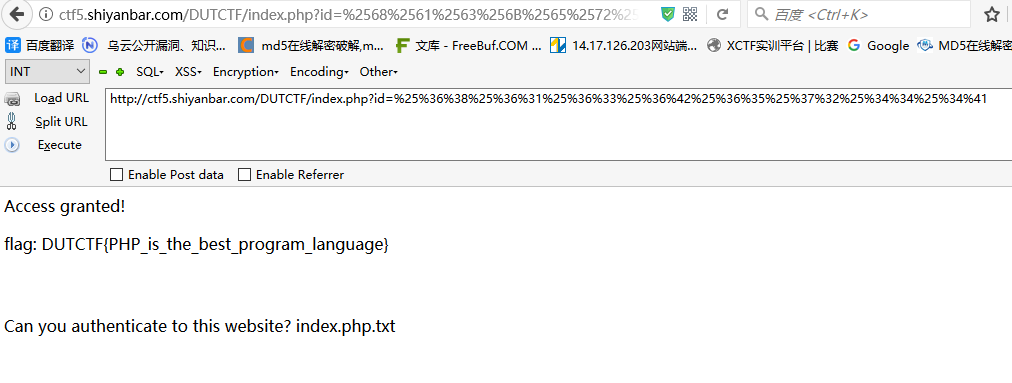 ctf5.shiyanbar.com/DUTCTF/index.php?id=%2568%2561%2563%256B%2565%2572%25
百度 <Ctrl+K>
百度翻译 乌云公开漏洞、知识... md5在线解密破解,m... 文库 - FreeBuf.COM ... 14.17.126.203网站端... XCTF实训平台 | 比赛 Google MD5在线解密
INT SQL XSS Encryption Encoding Other
Load URL http://ctf5.shiyanbar.com/DUTCTF/index.php?id=%25%36%38%25%36%31%25%36%33%25%36%42%25%36%35%25%37%32%25%34%34%25%34%41
Split URL
Execute
Enable Post data Enable Referrer
Access granted!
flag: DUTCTF{PHP_is_the_best_program_language}
Can you authenticate to this website? index.php.txt